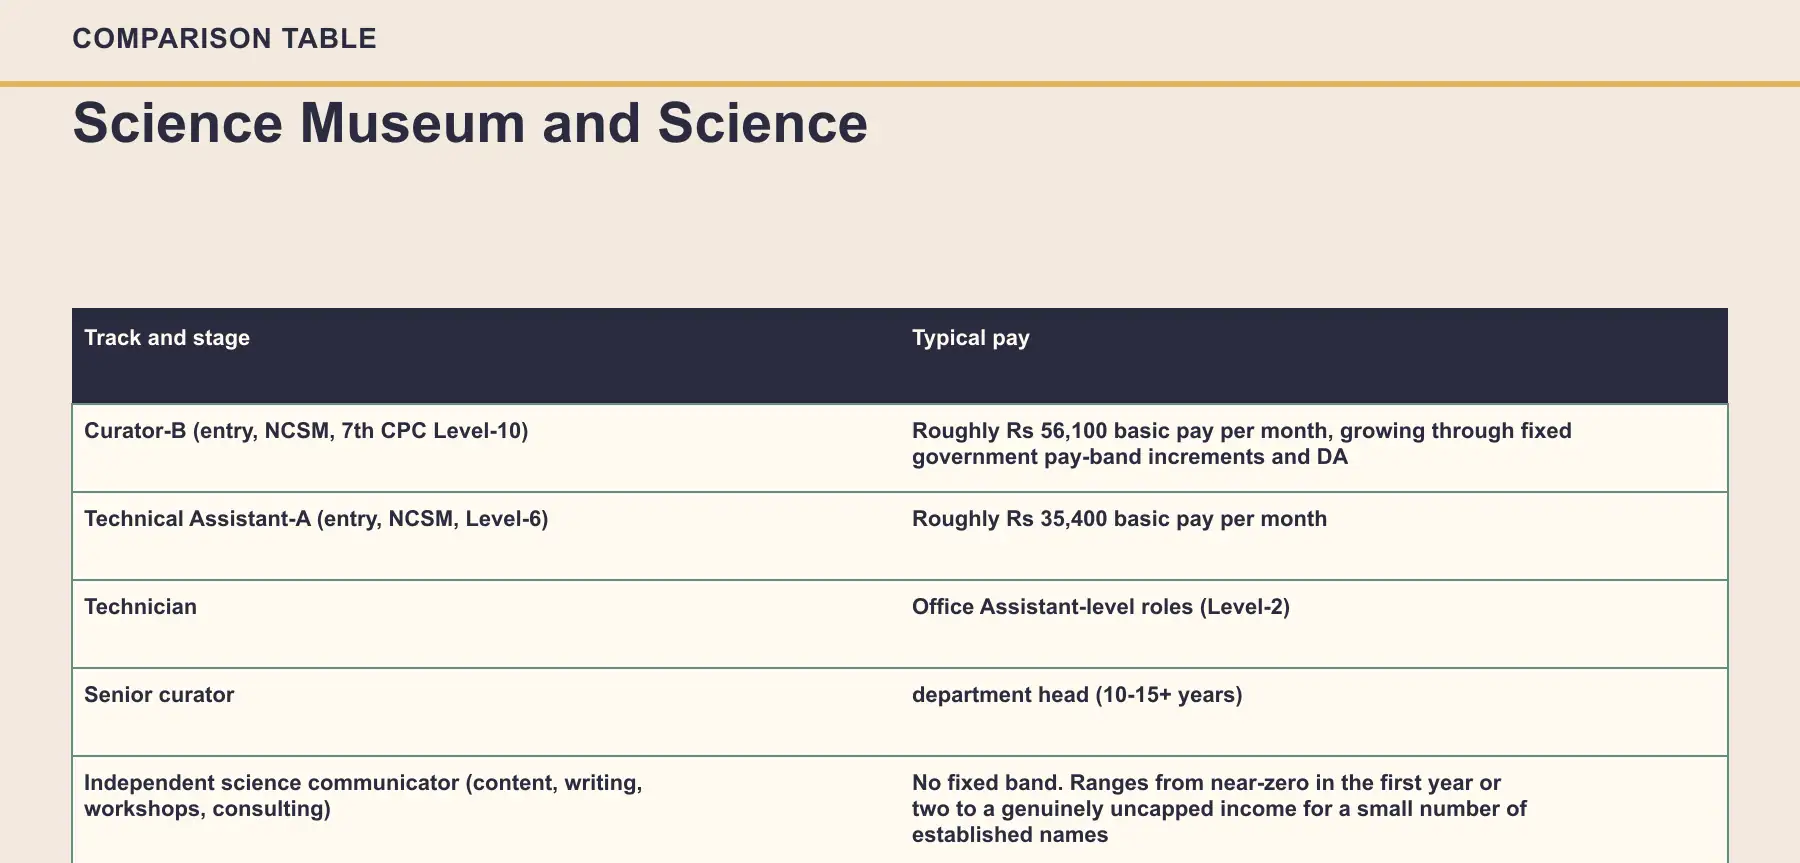 COMPARISON TABLE
Science Museum and Science
Track and stage
Typical pay
Curator-B (entry, NCSM, 7th CPC Level-10)
Roughly Rs 56,100 basic pay per month, growing through fixed
government pay-band increments and DA
Technical Assistant-A (entry, NCSM, Level-6)
Roughly Rs 35,400 basic pay per month
Technician
Office Assistant-level roles (Level-2)
Senior curator
department head (10-15+ years)
Independent science communicator (content, writing,
workshops, consulting)
No fixed band. Ranges from near-zero in the first year or
two to a genuinely uncapped income for a small number of
established names